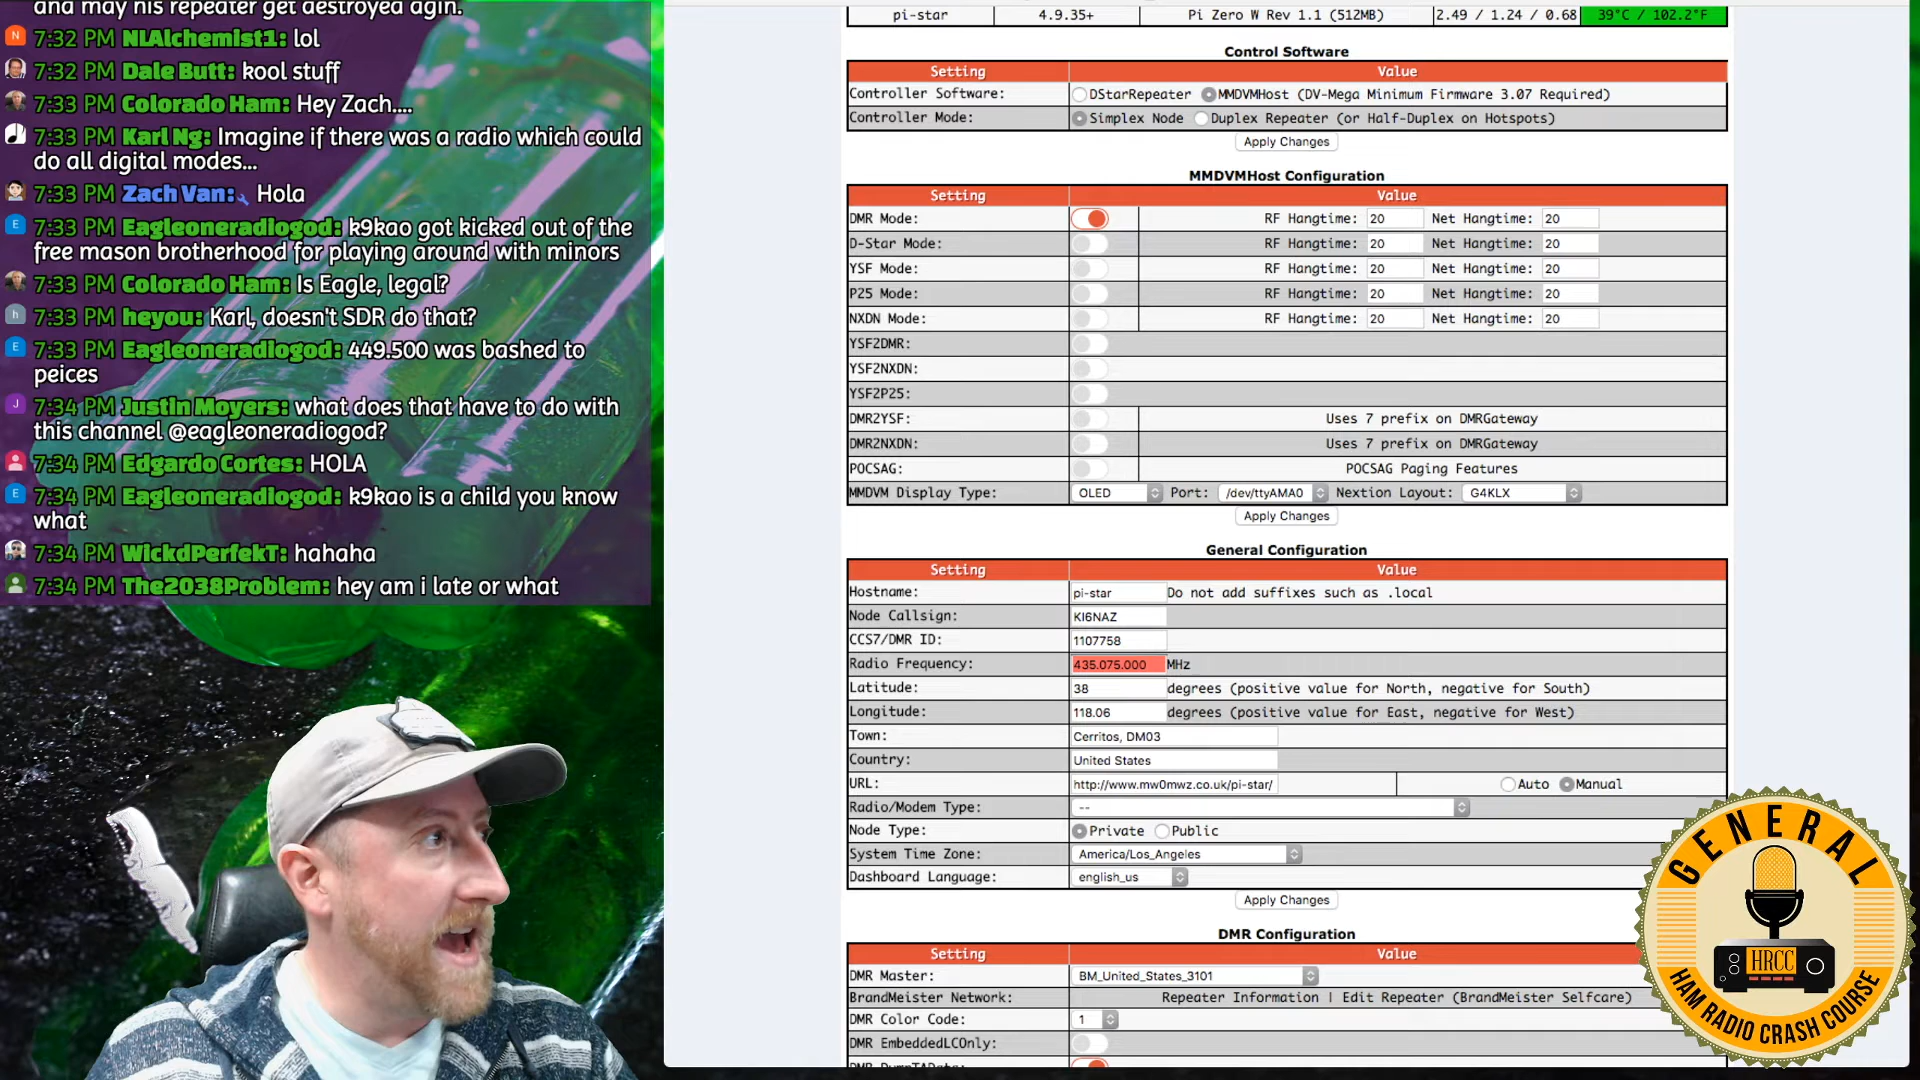 and may his repeater get destroyed agin.
N 7:32 PM NLAlchemist1: lol
7:32 PM Dale Butt: kool stuff
7:33 PM Colorado Ham: Hey Zach....
7:33 PM Karl Ng: Imagine if there was a radio which could
do all digital modes...
7:33 PM Zach Van: Hola
E 7:33 PM Eagleoneradiogod: k9kao got kicked out of the
free mason brotherhood for playing around with minors
7:33 PM Colorado Ham: Is Eagle, legal?
h 7:33 PM heyou: Karl, doesn't SDR do that?
E 7:33 PM Eagleoneradiogod: 449.500 was bashed to
peices
J 7:34 PM Justin Moyers: what does that have to do with
this channel @eagleoneradiogod?
7:34 PM Edgardo Cortes: HOLA
E 7:34 PM Eagleoneradiogod: k9kao is a child you know
what
7:34 PM WickdPerfekT: hahaha
7:34 PM The2038Problem: hey am i late or what
pi-star 4.9.35+ Pi Zero W Rev 1.1 (512MB) 2.49 / 1.24 / 0.68 39°C / 102.2°F
Control Software
Setting Value
Controller Software: DStarRepeater MMDVMHost (DV-Mega Minimum Firmware 3.07 Required)
Controller Mode: Simplex Node Duplex Repeater (or Half-Duplex on Hotspots)
Apply Changes
MMDVMHost Configuration
Setting Value
DMR Mode: RF Hangtime: 20 Net Hangtime: 20
D-Star Mode: RF Hangtime: 20 Net Hangtime: 20
YSF Mode: RF Hangtime: 20 Net Hangtime: 20
P25 Mode: RF Hangtime: 20 Net Hangtime: 20
NXDN Mode: RF Hangtime: 20 Net Hangtime: 20
YSF2DMR:
YSF2NXDN:
YSF2P25:
DMR2YSF: Uses 7 prefix on DMRGateway
DMR2NXDN: Uses 7 prefix on DMRGateway
POCSAG: POCSAG Paging Features
MMDVM Display Type: OLED Port: /dev/ttyAMA0 Nextion Layout: G4KLX
Apply Changes
General Configuration
Setting Value
Hostname: pi-star Do not add suffixes such as .local
Node Callsign: KI6NAZ
CCS7/DMR ID: 1107758
Radio Frequency: 435.075.000 MHz
Latitude: 38 degrees (positive value for North, negative for South)
Longitude: 118.06 degrees (positive value for East, negative for West)
Town: Cerritos, DM03
Country: United States
URL: http://www.mw0mwz.co.uk/pi-star/ Auto Manual
Radio/Modem Type: --
Node Type: Private Public
System Time Zone: America/Los_Angeles
Dashboard Language: english_us
Apply Changes
DMR Configuration
Setting Value
DMR Master: BM_United_States_3101
BrandMeister Network: Repeater Information | Edit Repeater (BrandMeister Selfcare)
DMR Color Code: 1
DMR EmbeddedLCOnly:
DMR DumpTAData:
GENERAL
HRCC
HAM RADIO CRASH COURSE